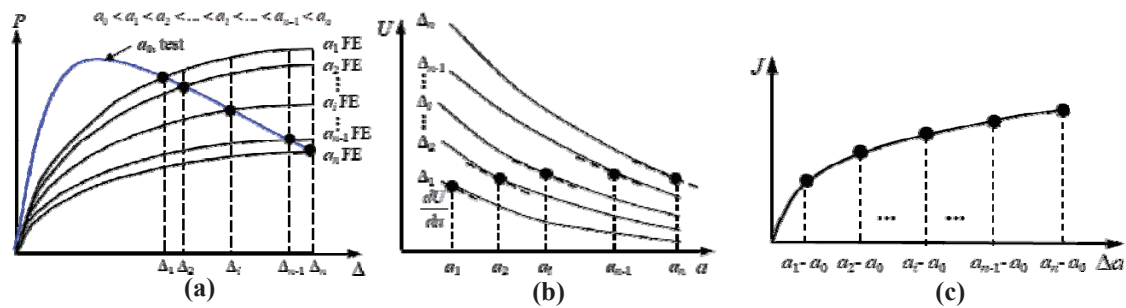 P
a₀ < a₁ < a₂ < ... < aᵢ < ... < aₙ₋₁ < aₙ
a₀, test
a₁ FE
a₂ FE
⋮
aᵢ FE
⋮
aₙ₋₁ FE
aₙ FE
Δ₁ Δ₂ Δᵢ Δₙ₋₁ Δₙ Δ
(a)
U
Δₙ
Δₙ₋₁
⋮
Δᵢ
⋮
Δ₂
Δ₁
dU
da
a₁ a₂ aᵢ aₙ₋₁ aₙ a
(b)
J
... ...
a₁- a₀ a₂- a₀ aᵢ- a₀ aₙ₋₁- a₀ aₙ- a₀ Δa
(c)